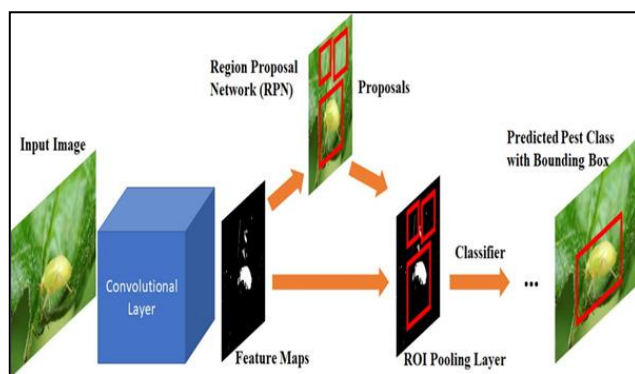 Region Proposal
Network (RPN)
Proposals
Input Image
Predicted Pest Class
with Bounding Box
Convolutional
Layer
Classifier
...
Feature Maps
ROI Pooling Layer